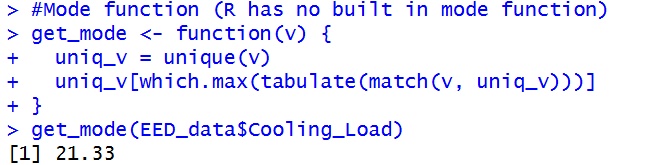 > #Mode function (R has no built in mode function)
> get_mode <- function(v) {
+   uniq_v = unique(v)
+   uniq_v[which.max(tabulate(match(v, uniq_v)))]
+ }
> get_mode(EED_data$Cooling_Load)
[1] 21.33